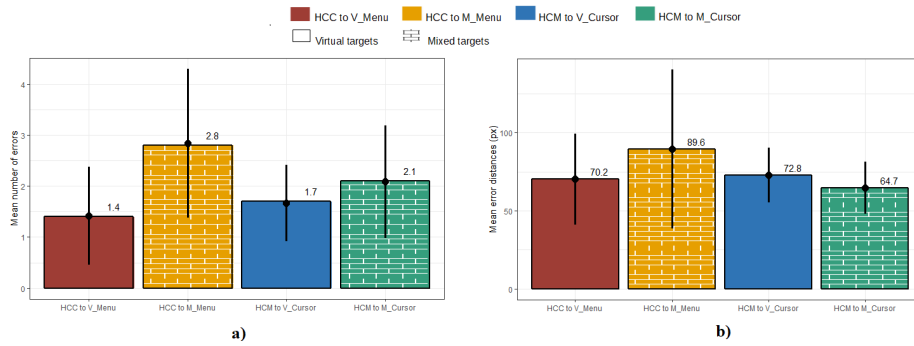 HCC to V_Menu HCC to M_Menu HCM to V_Cursor HCM to M_Cursor
Virtual targets Mixed targets
Mean number of errors
4
3
2
1
0
1.4
2.8
1.7
2.1
HCC to V_Menu HCC to M_Menu HCM to V_Cursor HCM to M_Cursor
a)
Mean error distances (px)
100
50
0
70.2
89.6
72.8
64.7
HCC to V_Menu HCC to M_Menu HCM to V_Cursor HCM to M_Cursor
b)